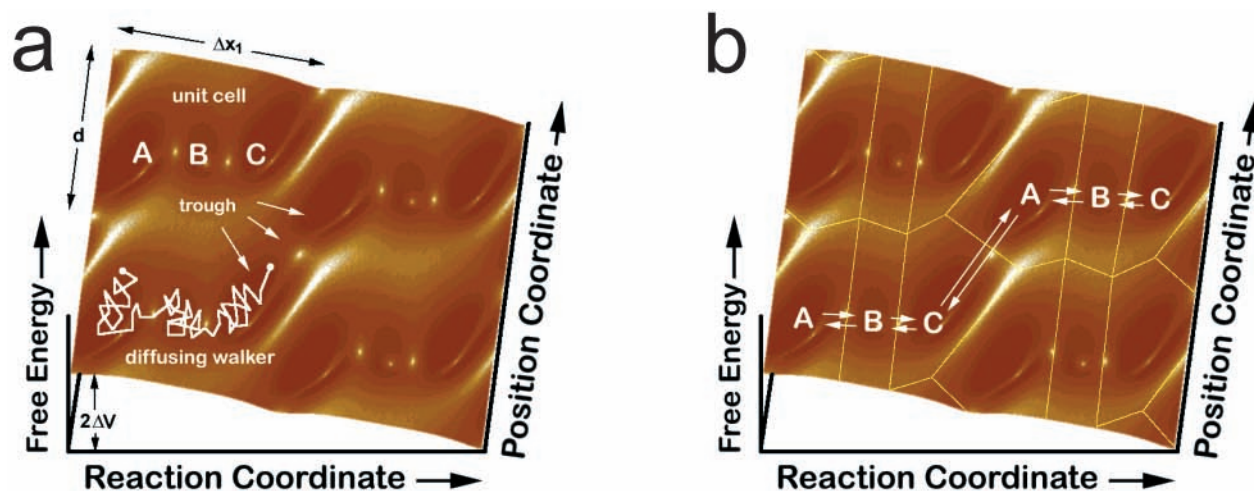 a
Δx₁
d
unit cell
A B C
trough
diffusing walker
2ΔV
Free Energy
Reaction Coordinate
Position Coordinate
b
A B C
A B C
Free Energy
Reaction Coordinate
Position Coordinate